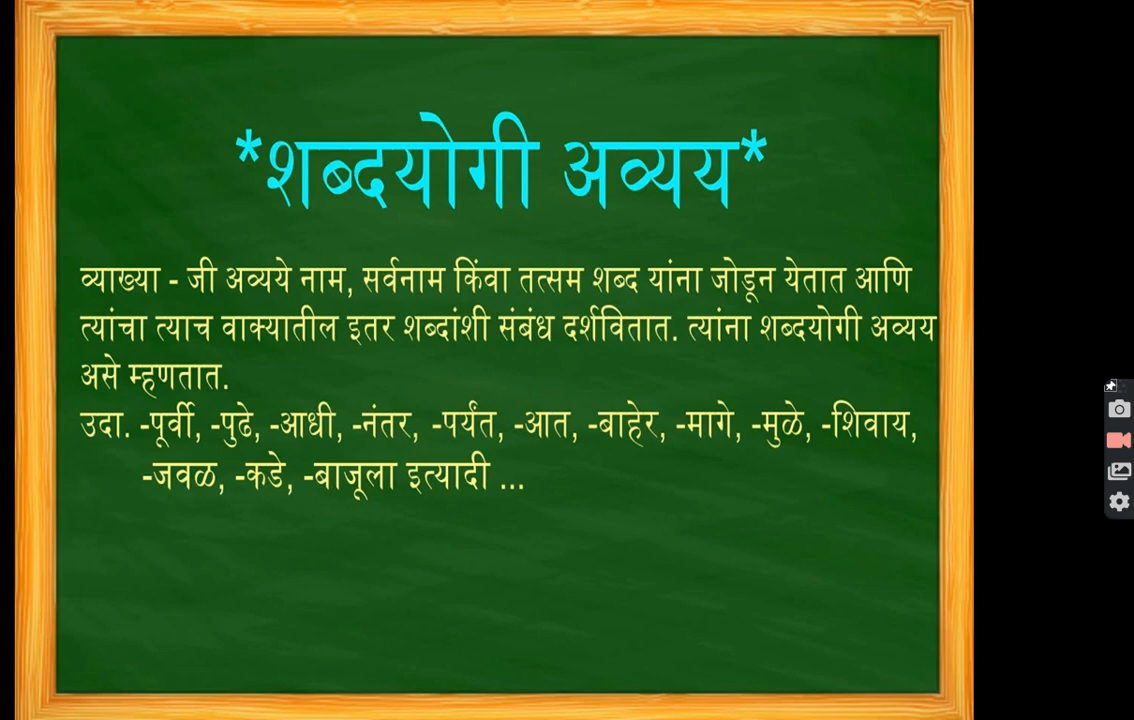 *शब्दयोगी अव्यय*
व्याख्या - जी अव्यये नाम, सर्वनाम किंवा तत्सम शब्द यांना जोडून येतात आणि
त्यांचा त्याच वाक्यातील इतर शब्दांशी संबंध दर्शवितात. त्यांना शब्दयोगी अव्यय
असे म्हणतात.
उदा. -पूर्वी, -पुढे, -आधी, -नंतर, -पर्यंत, -आत, -बाहेर, -मागे, -मुळे, -शिवाय,
-जवळ, -कडे, -बाजूला इत्यादी ...